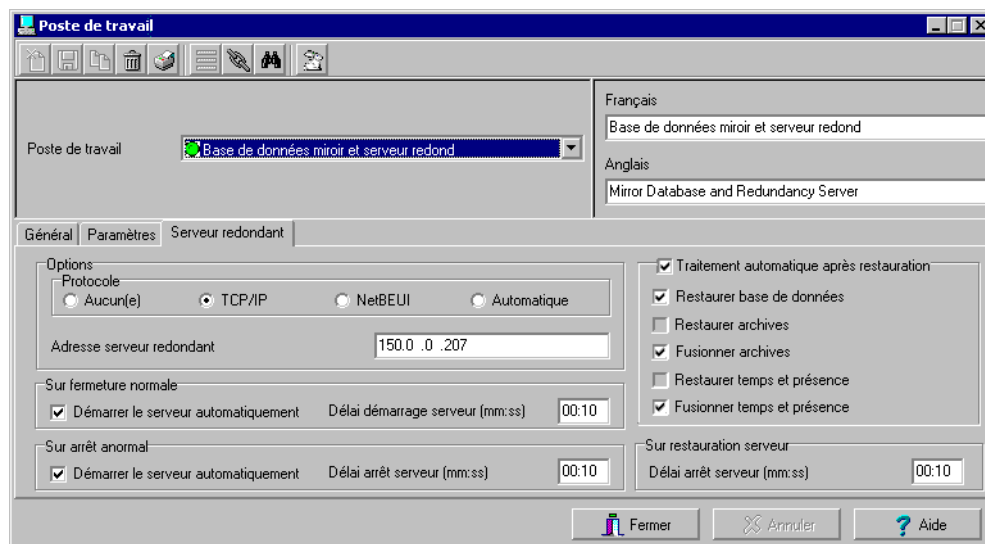 Poste de travail
Français
Base de données miroir et serveur redond
Poste de travail
Base de données miroir et serveur redond
Anglais
Mirror Database and Redundancy Server
Général Paramètres Serveur redondant
Options
Protocole
Aucun(e) TCP/IP NetBEUI Automatique
Adresse serveur redondant 150.0 .0 .207
Sur fermeture normale
Démarrer le serveur automatiquement Délai démarrage serveur (mm:ss) 00:10
Sur arrêt anormal
Démarrer le serveur automatiquement Délai arrêt serveur (mm:ss) 00:10
Traitement automatique après restauration
Restaurer base de données
Restaurer archives
Fusionner archives
Restaurer temps et présence
Fusionner temps et présence
Sur restauration serveur
Délai arrêt serveur (mm:ss) 00:10
Fermer Annuler Aide